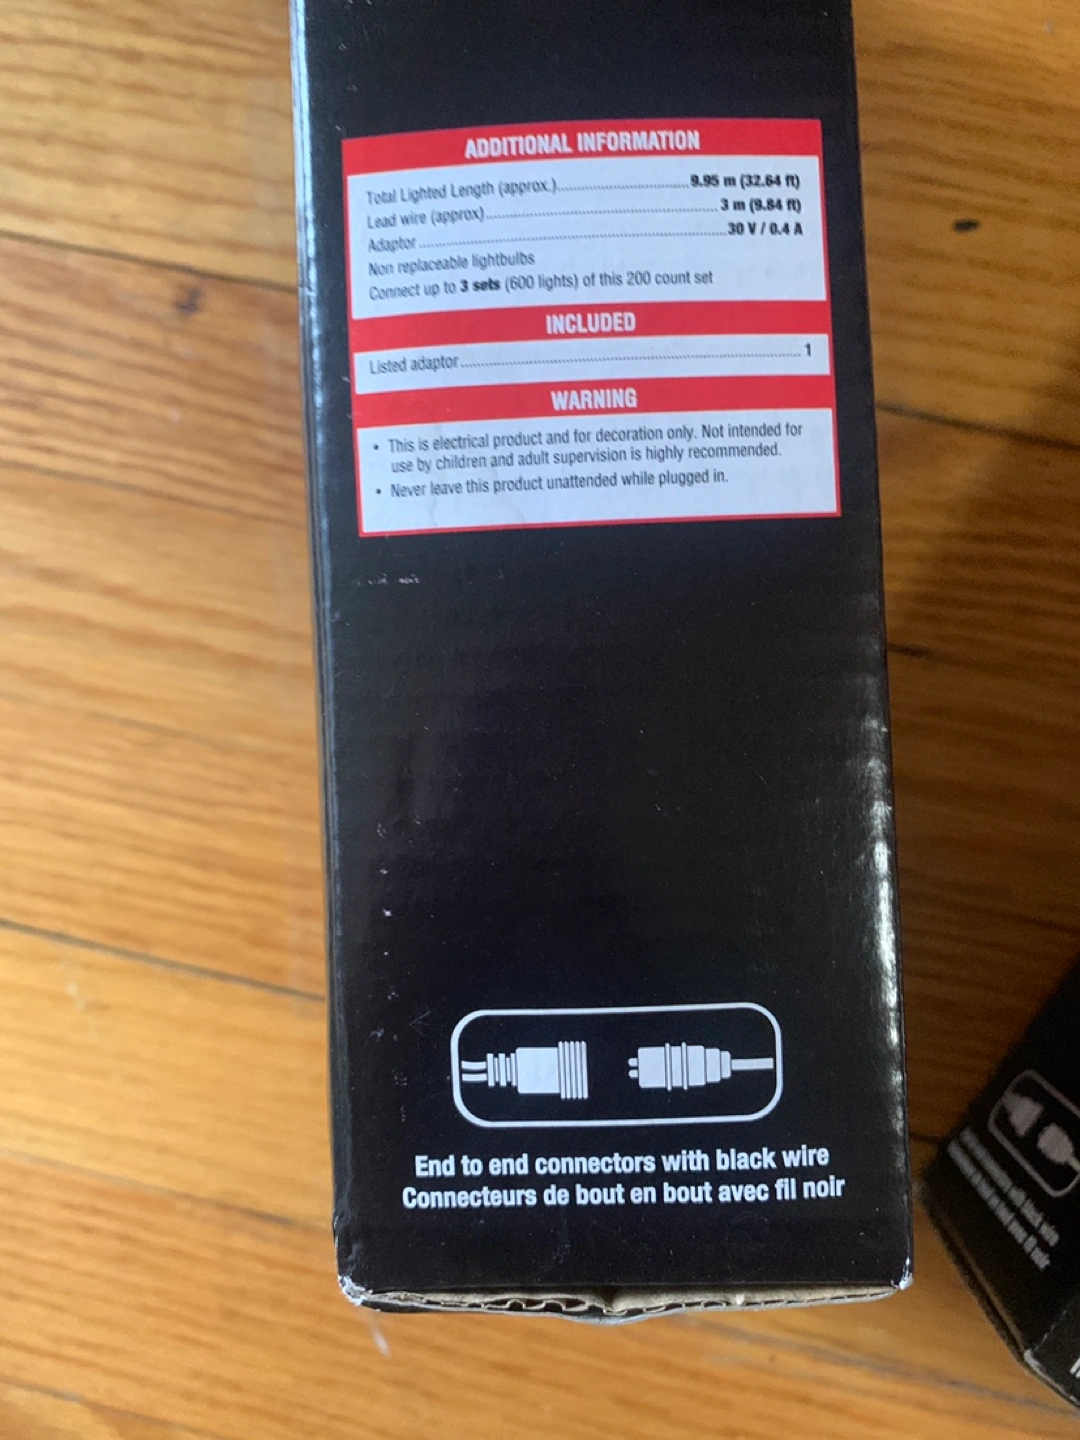 ADDITIONAL INFORMATION
Total Lighted Length (approx.)........................9.95 m (32.64 ft)
Lead wire (approx)........................3 m (9.84 ft)
Adaptor........................30 V / 0.4 A
Non replaceable lightbulbs
Connect up to 3 sets (600 lights) of this 200 count set
INCLUDED
Listed adaptor........................1
WARNING
• This is electrical product and for decoration only. Not intended for
use by children and adult supervision is highly recommended.
• Never leave this product unattended while plugged in.
End to end connectors with black wire
Connecteurs de bout en bout avec fil noir